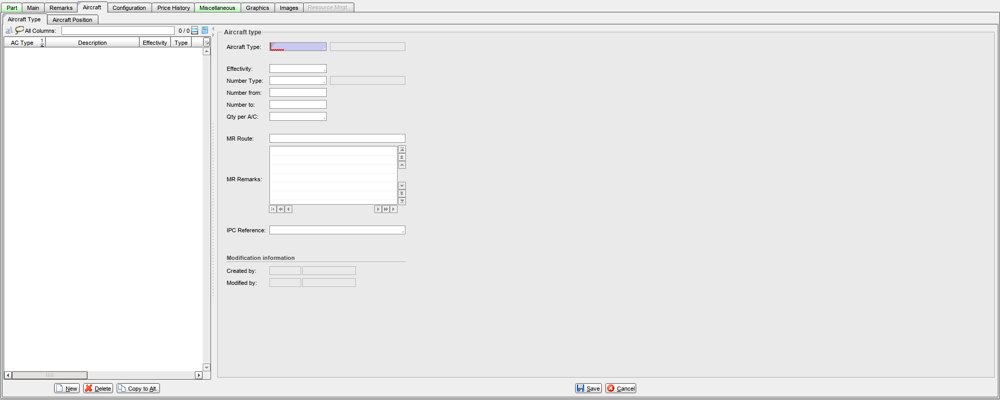 Part Main Remarks Aircraft Configuration Price History Miscellaneous Graphics Images Resource Mngt.
Aircraft Type Aircraft Position
aA All Columns: 0 / 0
AC Type 1 Description Effectivity Type
Aircraft type
Aircraft Type:
Effectivity:
Number Type:
Number from:
Number to:
Qty per A/C:
MR Route:
MR Remarks:
IPC Reference:
Modification information
Created by:
Modified by:
New Delete Copy to Alt. Save Cancel